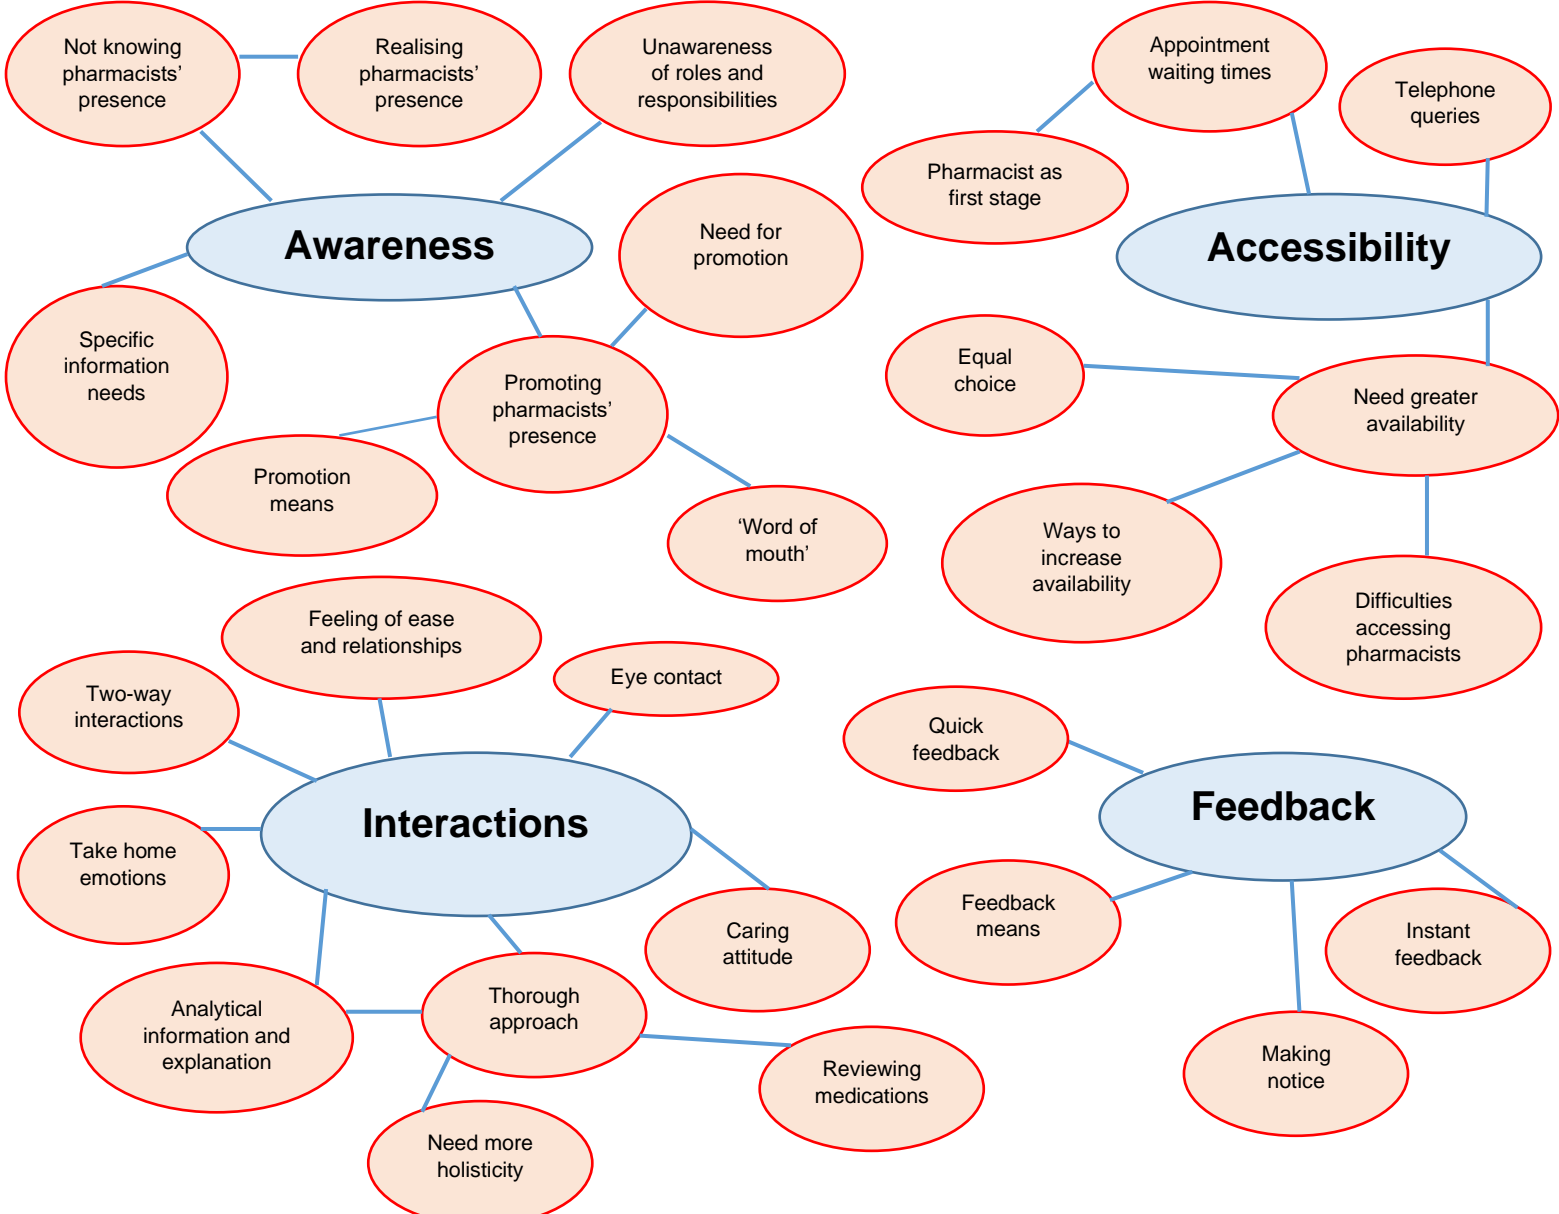 Not knowing
pharmacists’
presence
Realising
pharmacists’
presence
Unawareness
of roles and
responsibilities
Awareness
Need for
promotion
Specific
information
needs
Promoting
pharmacists’
presence
Promotion
means
‘Word of
mouth’
Appointment
waiting times
Telephone
queries
Pharmacist as
first stage
Accessibility
Equal
choice
Need greater
availability
Ways to
increase
availability
Difficulties
accessing
pharmacists
Feeling of ease
and relationships
Eye contact
Two-way
interactions
Interactions
Take home
emotions
Caring
attitude
Analytical
information and
explanation
Thorough
approach
Reviewing
medications
Need more
holisticity
Quick
feedback
Feedback
Feedback
means
Instant
feedback
Making
notice